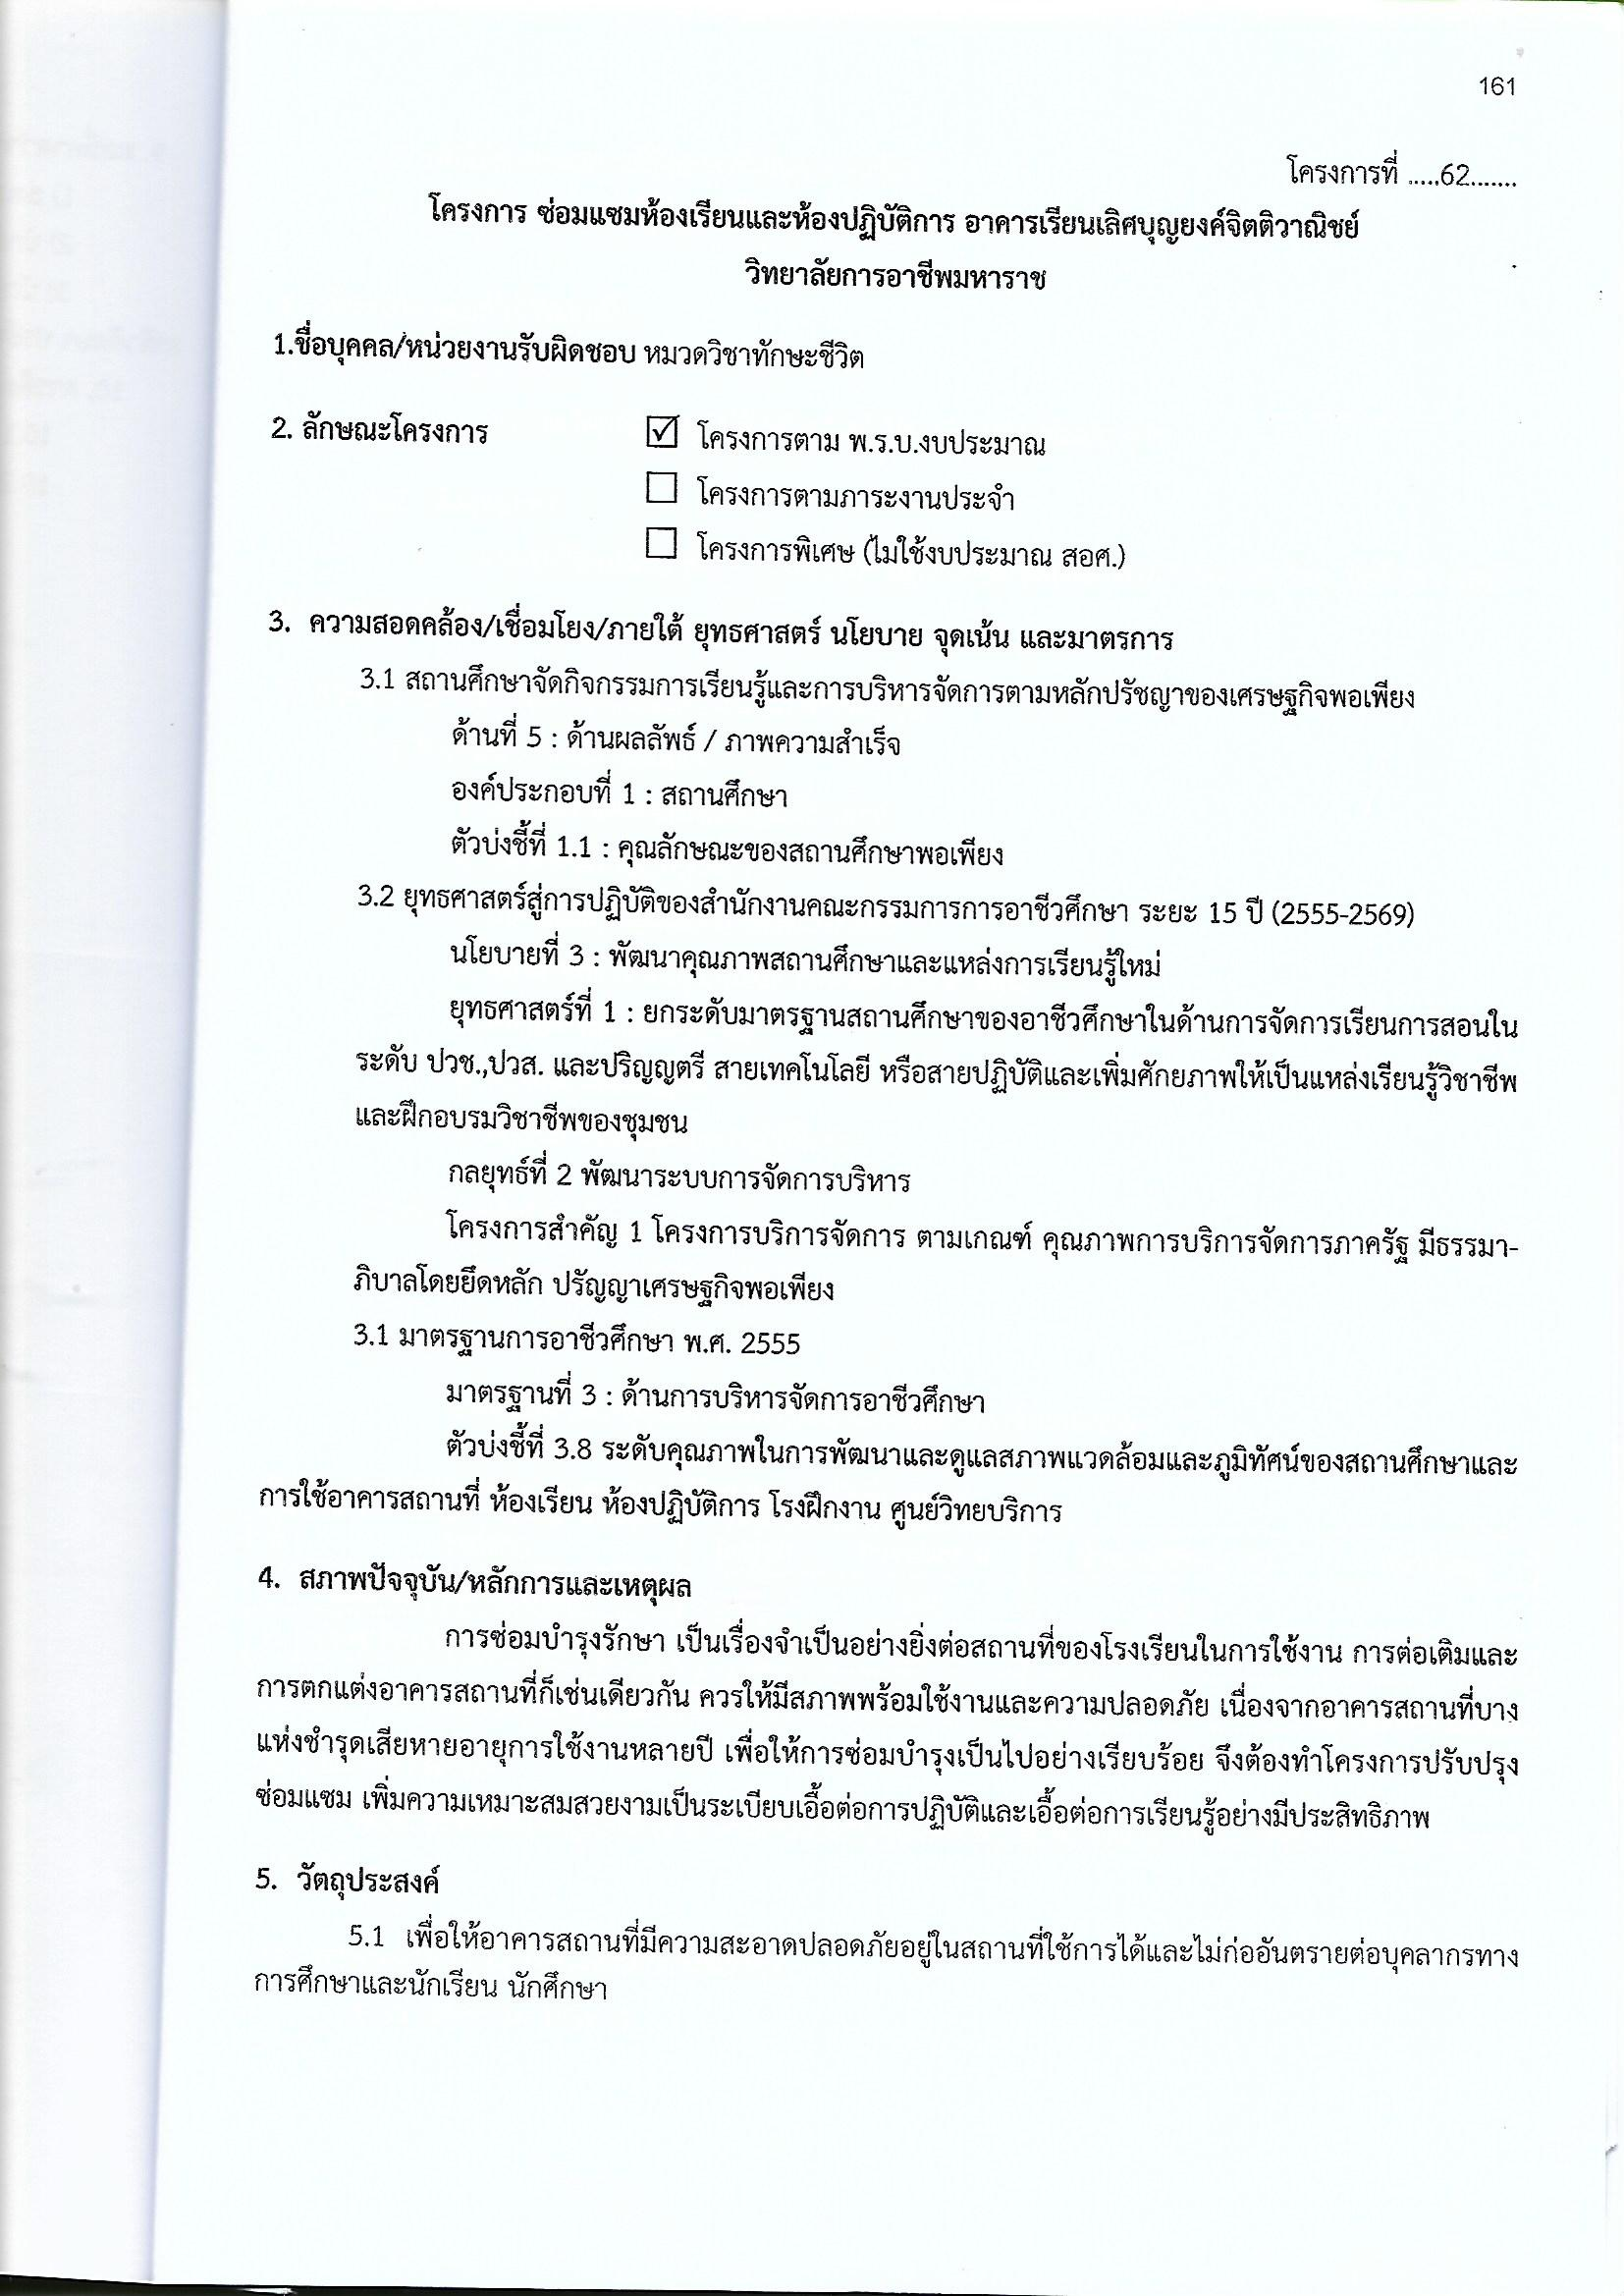 161
โครงการที่ .....62.......
โครงการ ซ่อมแซมห้องเรียนและห้องปฏิบัติการ อาคารเรียนเลิศบุญยงค์จิตติวาณิชย์
วิทยาลัยการอาชีพมหาราช
1.ชื่อบุคคล/หน่วยงานรับผิดชอบ หมวดวิชาทักษะชีวิต
2. ลักษณะโครงการ ☑ โครงการตาม พ.ร.บ.งบประมาณ
☐ โครงการตามภาระงานประจำ
☐ โครงการพิเศษ (ไม่ใช้งบประมาณ สอศ.)
3. ความสอดคล้อง/เชื่อมโยง/ภายใต้ ยุทธศาสตร์ นโยบาย จุดเน้น และมาตรการ
3.1 สถานศึกษาจัดกิจกรรมการเรียนรู้และการบริหารจัดการตามหลักปรัชญาของเศรษฐกิจพอเพียง
ด้านที่ 5 : ด้านผลลัพธ์ / ภาพความสำเร็จ
องค์ประกอบที่ 1 : สถานศึกษา
ตัวบ่งชี้ที่ 1.1 : คุณลักษณะของสถานศึกษาพอเพียง
3.2 ยุทธศาสตร์สู่การปฏิบัติของสำนักงานคณะกรรมการการอาชีวศึกษา ระยะ 15 ปี (2555-2569)
นโยบายที่ 3 : พัฒนาคุณภาพสถานศึกษาและแหล่งการเรียนรู้ใหม่
ยุทธศาสตร์ที่ 1 : ยกระดับมาตรฐานสถานศึกษาของอาชีวศึกษาในด้านการจัดการเรียนการสอนใน
ระดับ ปวช.,ปวส. และปริญญตรี สายเทคโนโลยี หรือสายปฏิบัติและเพิ่มศักยภาพให้เป็นแหล่งเรียนรู้วิชาชีพ
และฝึกอบรมวิชาชีพของชุมชน
กลยุทธ์ที่ 2 พัฒนาระบบการจัดการบริหาร
โครงการสำคัญ 1 โครงการบริการจัดการ ตามเกณฑ์ คุณภาพการบริการจัดการภาครัฐ มีธรรมา-
ภิบาลโดยยึดหลัก ปรัญญาเศรษฐกิจพอเพียง
3.1 มาตรฐานการอาชีวศึกษา พ.ศ. 2555
มาตรฐานที่ 3 : ด้านการบริหารจัดการอาชีวศึกษา
ตัวบ่งชี้ที่ 3.8 ระดับคุณภาพในการพัฒนาและดูแลสภาพแวดล้อมและภูมิทัศน์ของสถานศึกษาและ
การใช้อาคารสถานที่ ห้องเรียน ห้องปฏิบัติการ โรงฝึกงาน ศูนย์วิทยบริการ
4. สภาพปัจจุบัน/หลักการและเหตุผล
การซ่อมบำรุงรักษา เป็นเรื่องจำเป็นอย่างยิ่งต่อสถานที่ของโรงเรียนในการใช้งาน การต่อเติมและ
การตกแต่งอาคารสถานที่ก็เช่นเดียวกัน ควรให้มีสภาพพร้อมใช้งานและความปลอดภัย เนื่องจากอาคารสถานที่บาง
แห่งชำรุดเสียหายอายุการใช้งานหลายปี เพื่อให้การซ่อมบำรุงเป็นไปอย่างเรียบร้อย จึงต้องทำโครงการปรับปรุง
ซ่อมแซม เพิ่มความเหมาะสมสวยงามเป็นระเบียบเอื้อต่อการปฏิบัติและเอื้อต่อการเรียนรู้อย่างมีประสิทธิภาพ
5. วัตถุประสงค์
5.1 เพื่อให้อาคารสถานที่มีความสะอาดปลอดภัยอยู่ในสถานที่ใช้การได้และไม่ก่ออันตรายต่อบุคลากรทาง
การศึกษาและนักเรียน นักศึกษา